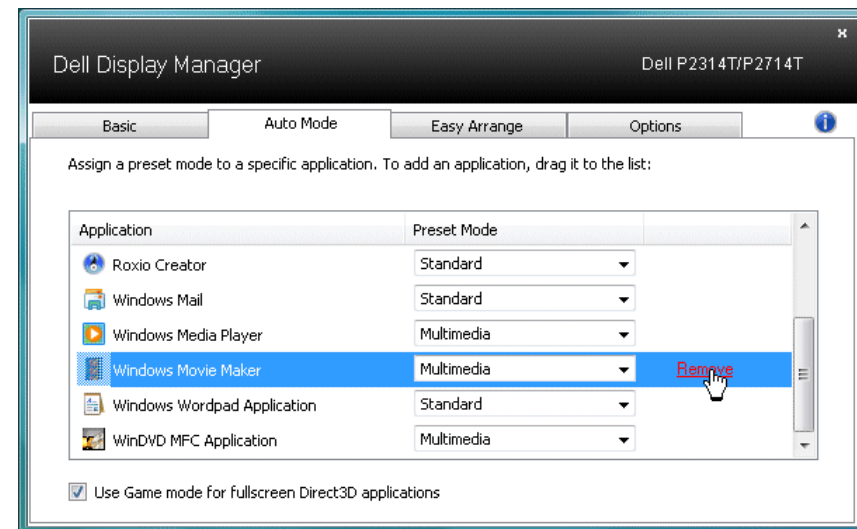 x
Dell Display Manager Dell P2314T/P2714T
Basic Auto Mode Easy Arrange Options i
Assign a preset mode to a specific application. To add an application, drag it to the list:
Application Preset Mode
Roxio Creator Standard
Windows Mail Standard
Windows Media Player Multimedia
Windows Movie Maker Multimedia Remove
Windows Wordpad Application Standard
WinDVD MFC Application Multimedia
Use Game mode for fullscreen Direct3D applications